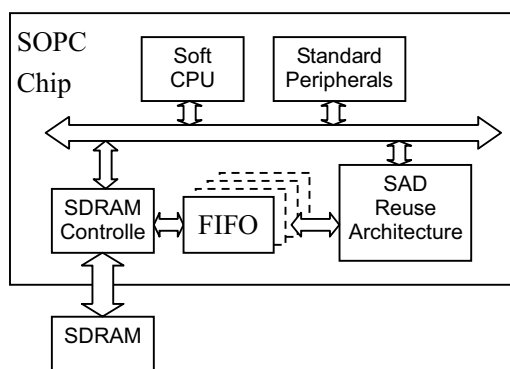 SOPC
Chip
Soft
CPU
Standard
Peripherals
SDRAM
Controlle
FIFO
SAD
Reuse
Architecture
SDRAM